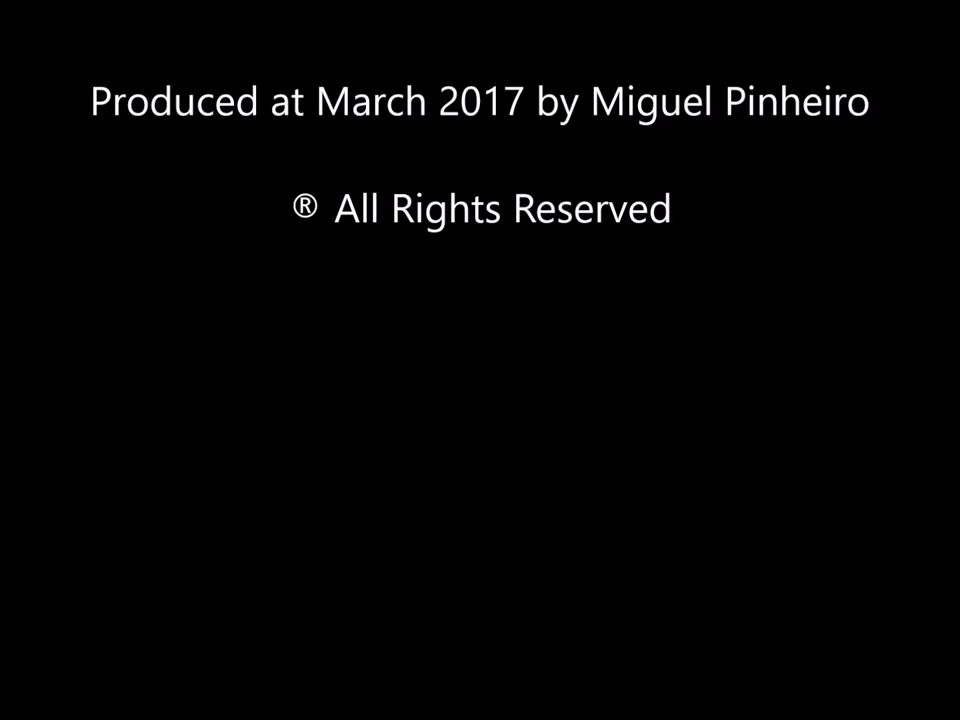 Produced at March 2017 by Miguel Pinheiro
® All Rights Reserved